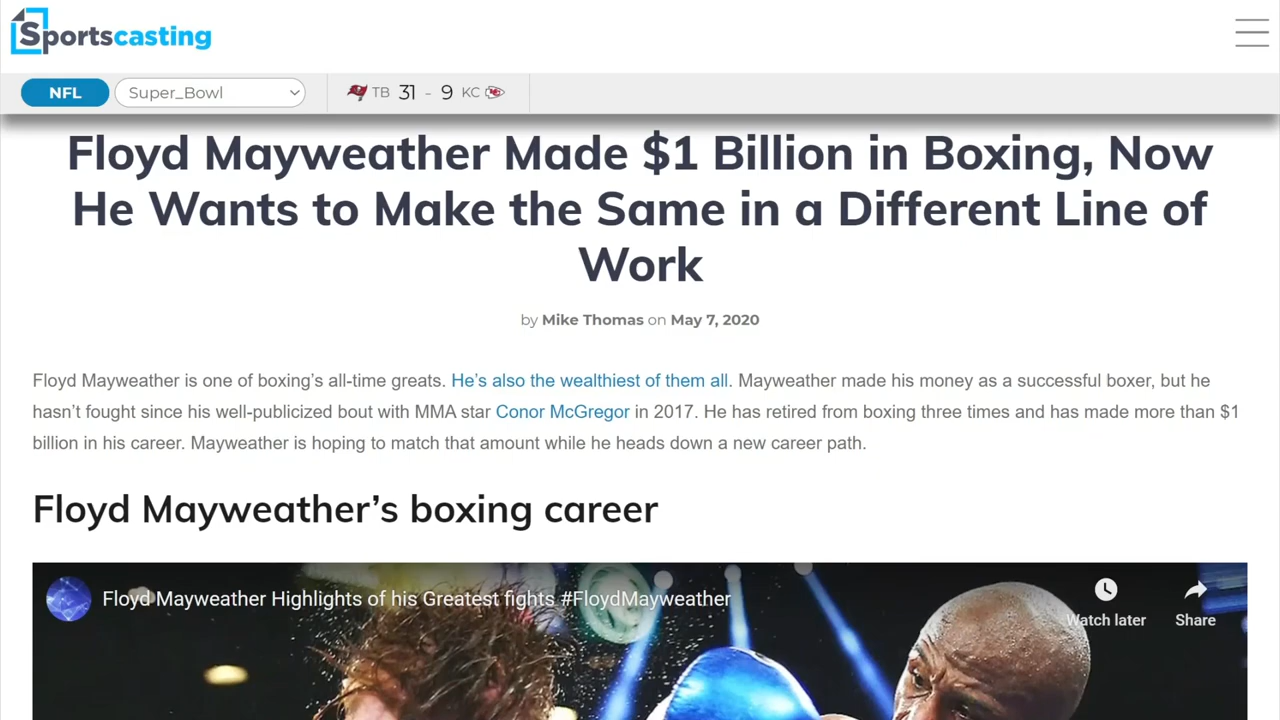 Sportscasting
NFL
Super_Bowl
TB 31 - 9 KC
Floyd Mayweather Made $1 Billion in Boxing, Now
He Wants to Make the Same in a Different Line of
Work
by Mike Thomas on May 7, 2020
Floyd Mayweather is one of boxing’s all-time greats. He’s also the wealthiest of them all. Mayweather made his money as a successful boxer, but he
hasn’t fought since his well-publicized bout with MMA star Conor McGregor in 2017. He has retired from boxing three times and has made more than $1
billion in his career. Mayweather is hoping to match that amount while he heads down a new career path.
Floyd Mayweather’s boxing career
Floyd Mayweather Highlights of his Greatest fights #FloydMayweather
Watch later
Share